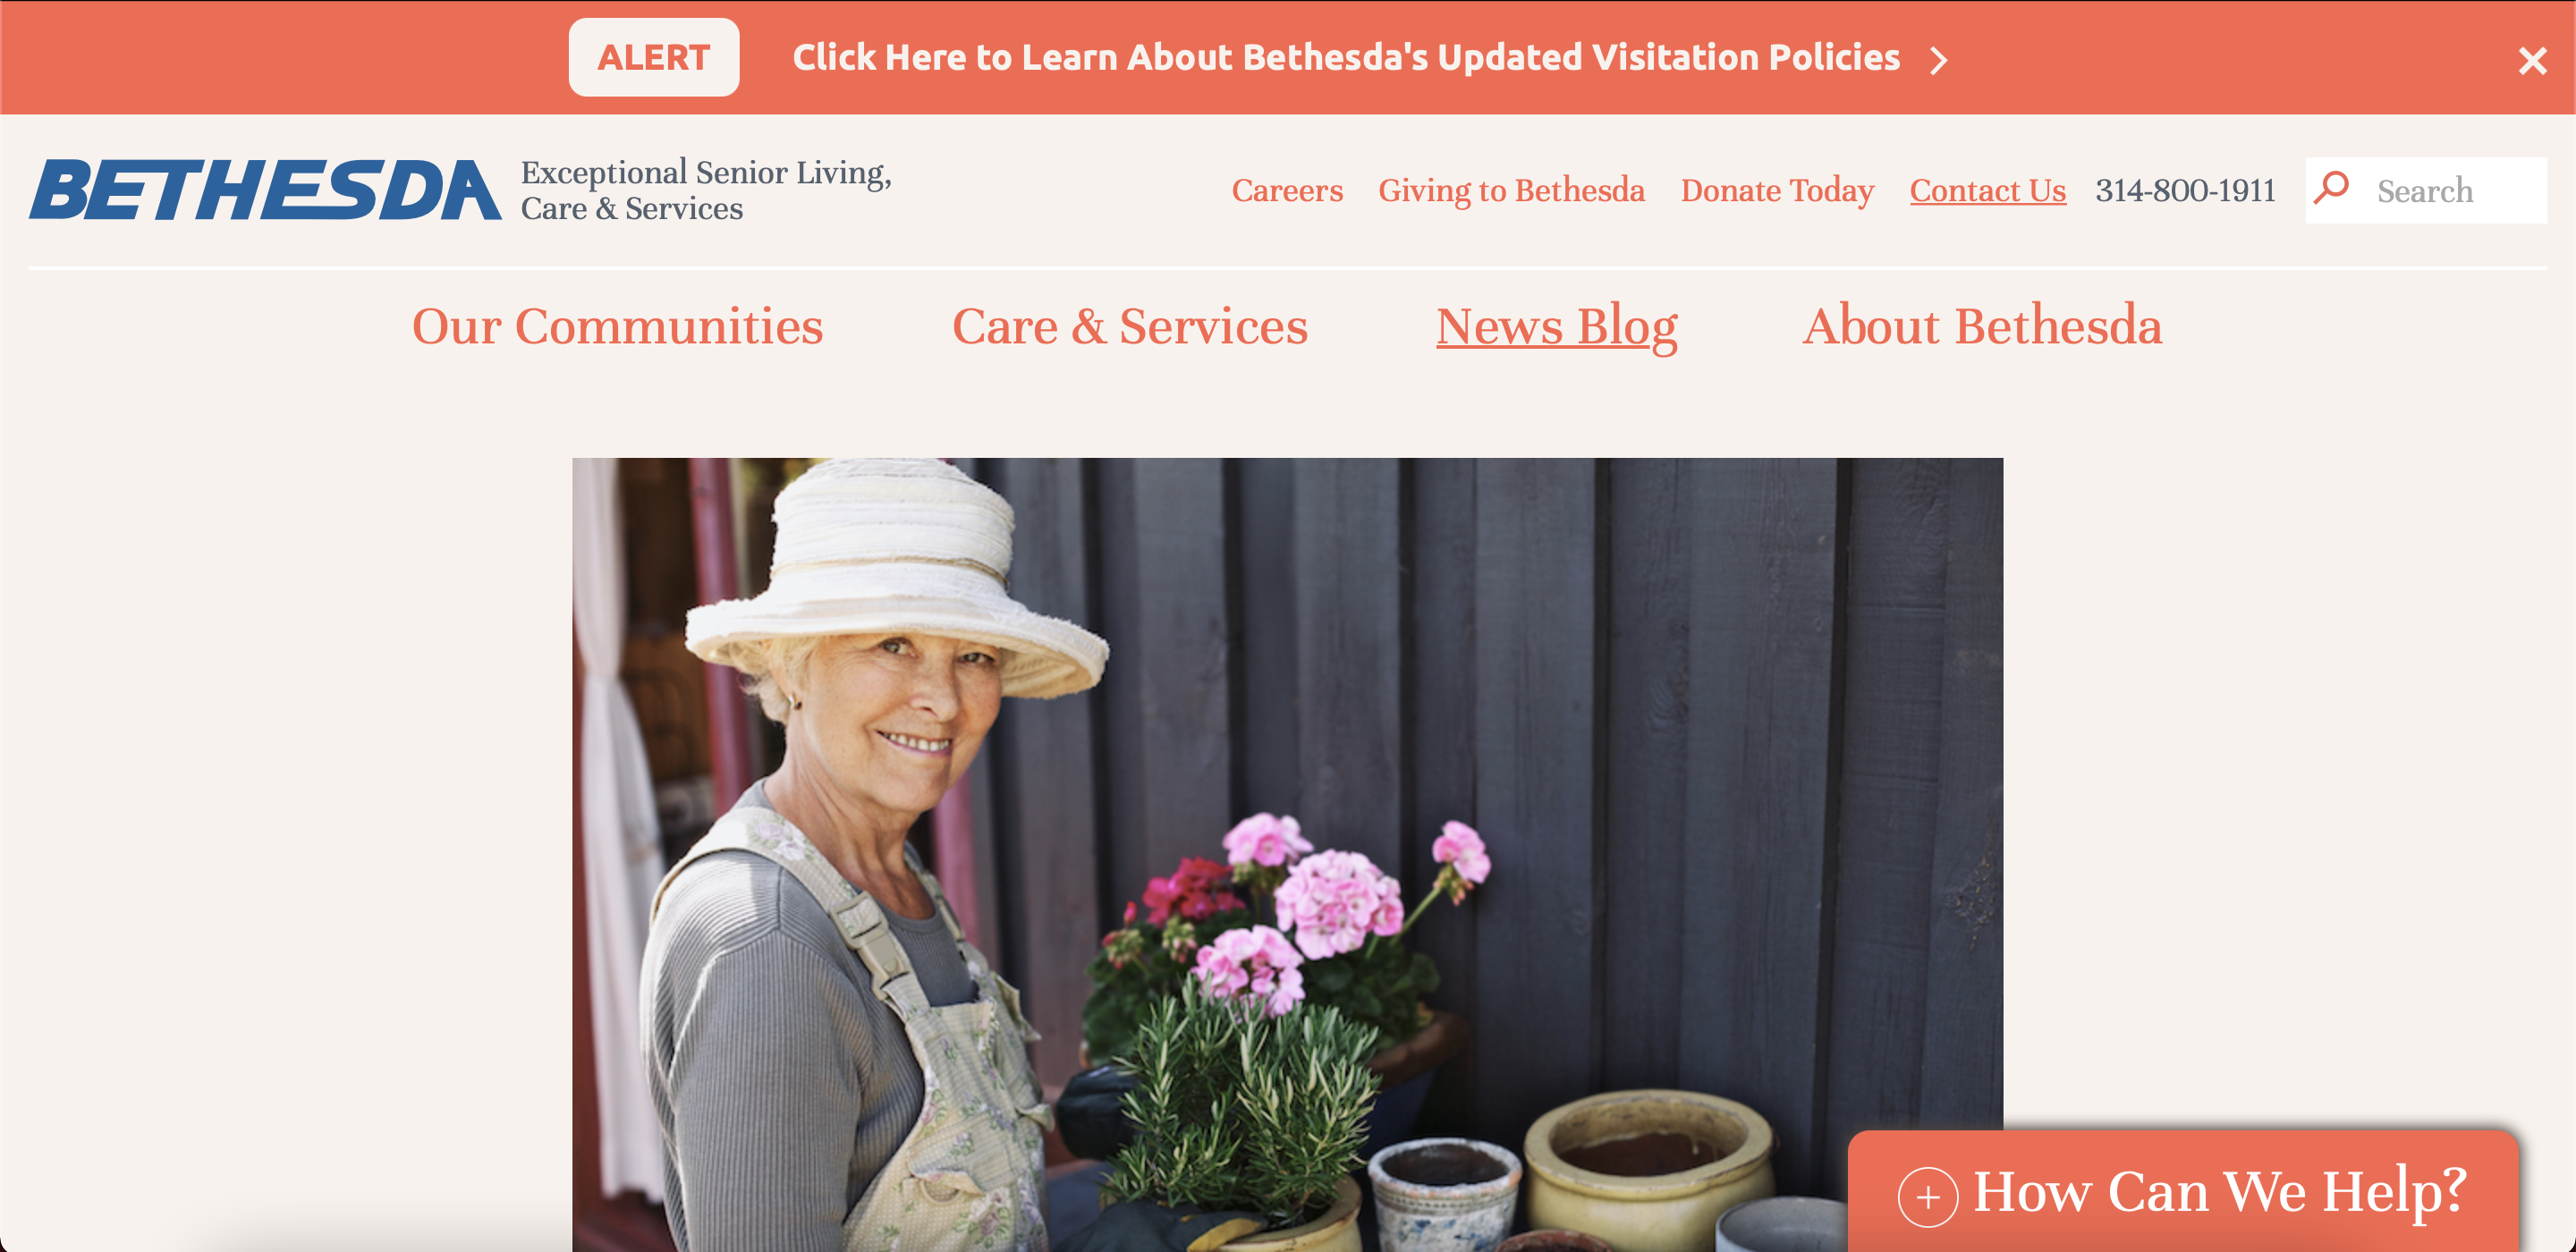 ALERT Click Here to Learn About Bethesda's Updated Visitation Policies
BETHESDA
Exceptional Senior Living,
Care & Services
Careers Giving to Bethesda Donate Today Contact Us 314-800-1911 Search
Our Communities Care & Services News Blog About Bethesda
How Can We Help?